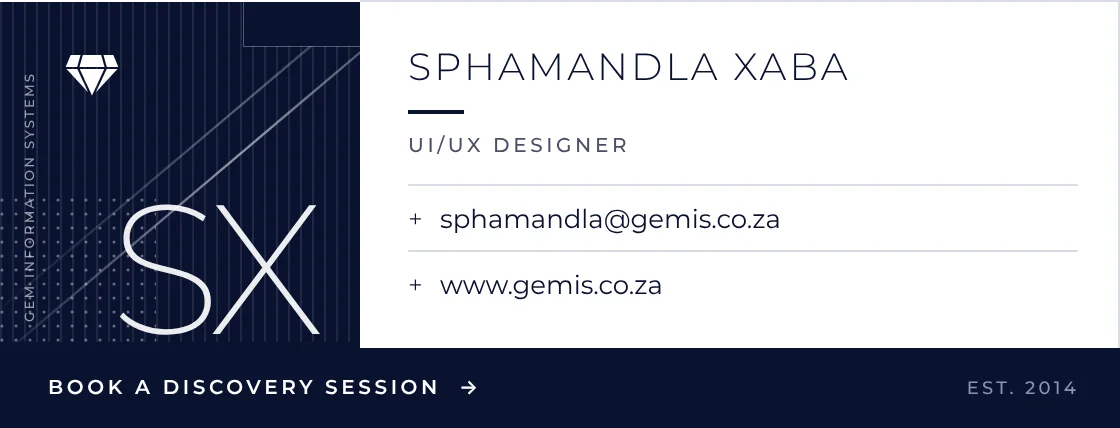 GEM INFORMATION SYSTEMS
SX
SPHAMANDLA XABA
UI/UX DESIGNER
+ sphamandla@gemis.co.za
+ www.gemis.co.za
BOOK A DISCOVERY SESSION →
EST. 2014